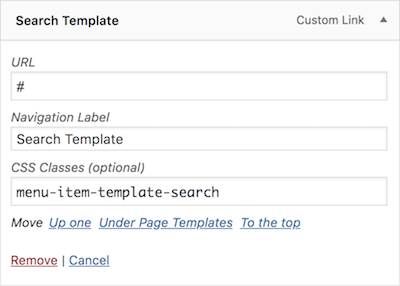 Search Template Custom Link
URL
#
Navigation Label
Search Template
CSS Classes (optional)
menu-item-template-search
Move Up one Under Page Templates To the top
Remove | Cancel